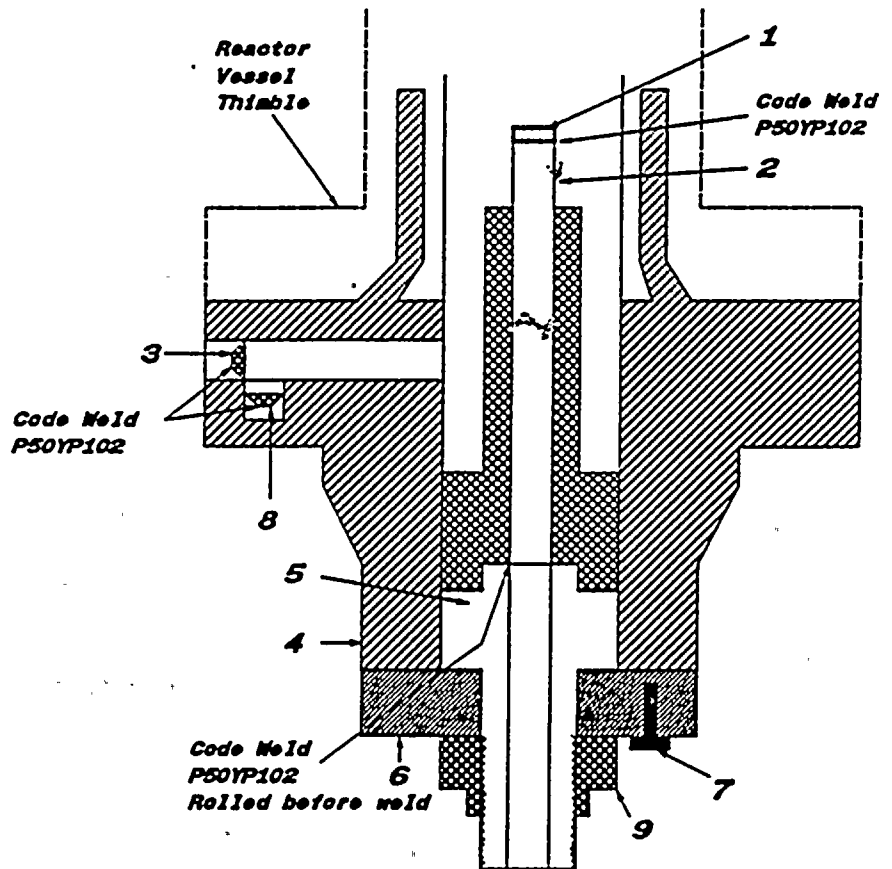 Reactor
Vessel
Thimble
1
Code Weld
P50YP102
2
3
Code Weld
P50YP102
8
5
4
Code Weld
P50YP102
Rolled before weld
6
7
9